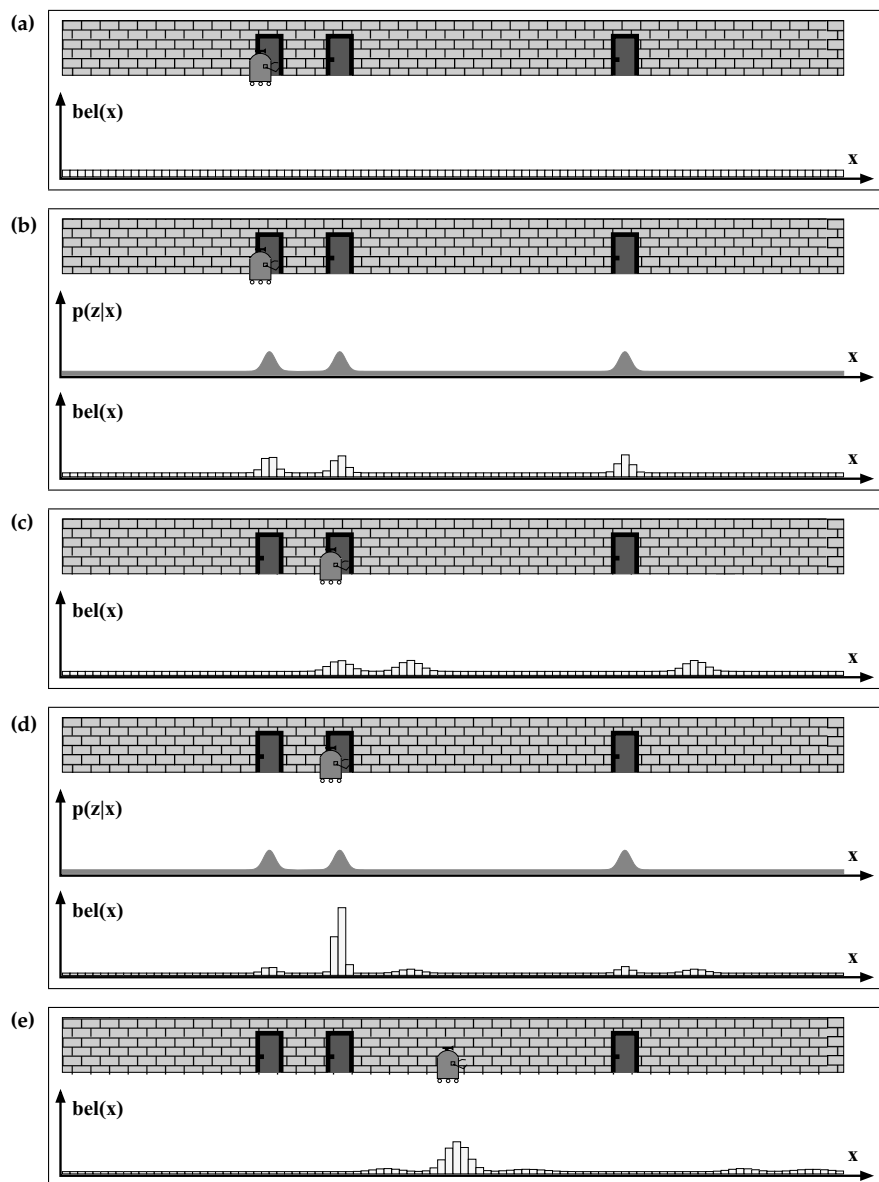 (a)
bel(x)
x
(b)
p(z|x)
x
bel(x)
x
(c)
bel(x)
x
(d)
p(z|x)
x
bel(x)
x
(e)
bel(x)
x